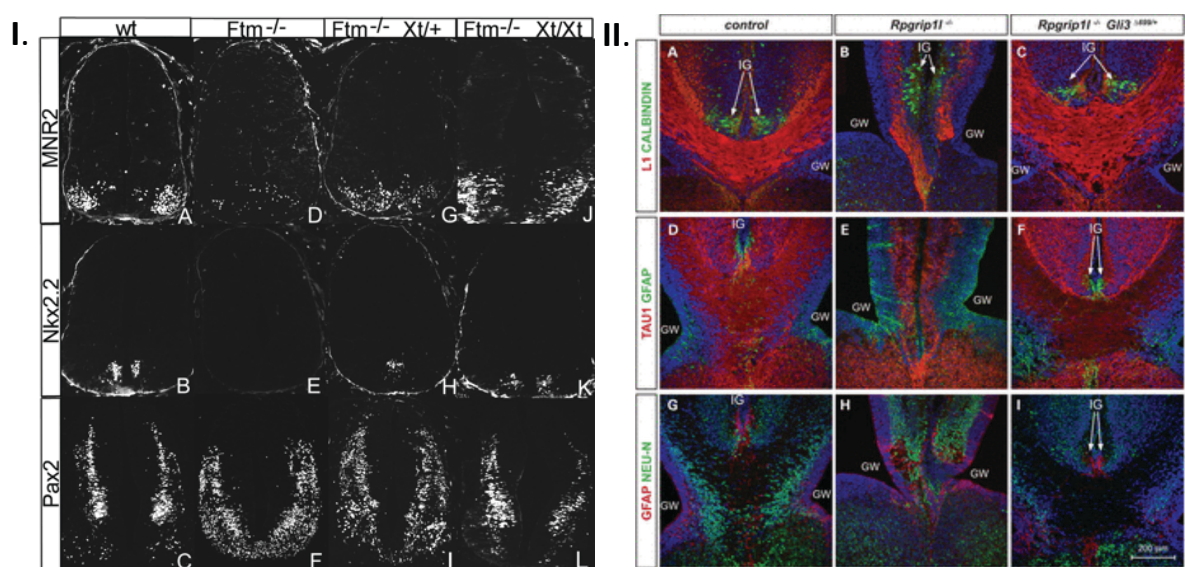 I.
wt Ftm-/- Ftm-/- Xt/+ Ftm-/- Xt/Xt
MNR2
A D G J
Nkx2.2
B E H K
Pax2
C F I L
II.
control Rpgrip1l -/- Rpgrip1l -/- Gli3 Δ699/+
L1 CALBINDIN
A IG
B IG GW GW
C IG GW
TAU1 GFAP
D IG GW
E GW
F IG GW
GFAP NEU-N
G IG GW
H GW GW
I IG GW
200 µm